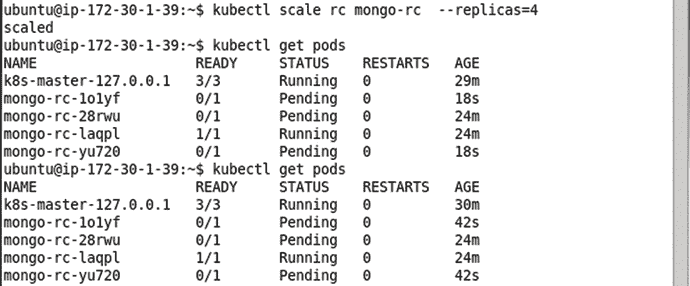 ubuntu@ip-172-30-1-39:~$ kubectl scale rc mongo-rc  --replicas=4
scaled
ubuntu@ip-172-30-1-39:~$ kubectl get pods
NAME                   READY     STATUS    RESTARTS   AGE
k8s-master-127.0.0.1   3/3       Running   0          29m
mongo-rc-1o1yf         0/1       Pending   0          18s
mongo-rc-28rwu         0/1       Pending   0          24m
mongo-rc-laqpl         1/1       Running   0          24m
mongo-rc-yu720         0/1       Pending   0          18s
ubuntu@ip-172-30-1-39:~$ kubectl get pods
NAME                   READY     STATUS    RESTARTS   AGE
k8s-master-127.0.0.1   3/3       Running   0          30m
mongo-rc-1o1yf         0/1       Pending   0          42s
mongo-rc-28rwu         0/1       Pending   0          24m
mongo-rc-laqpl         1/1       Running   0          24m
mongo-rc-yu720         0/1       Pending   0          42s